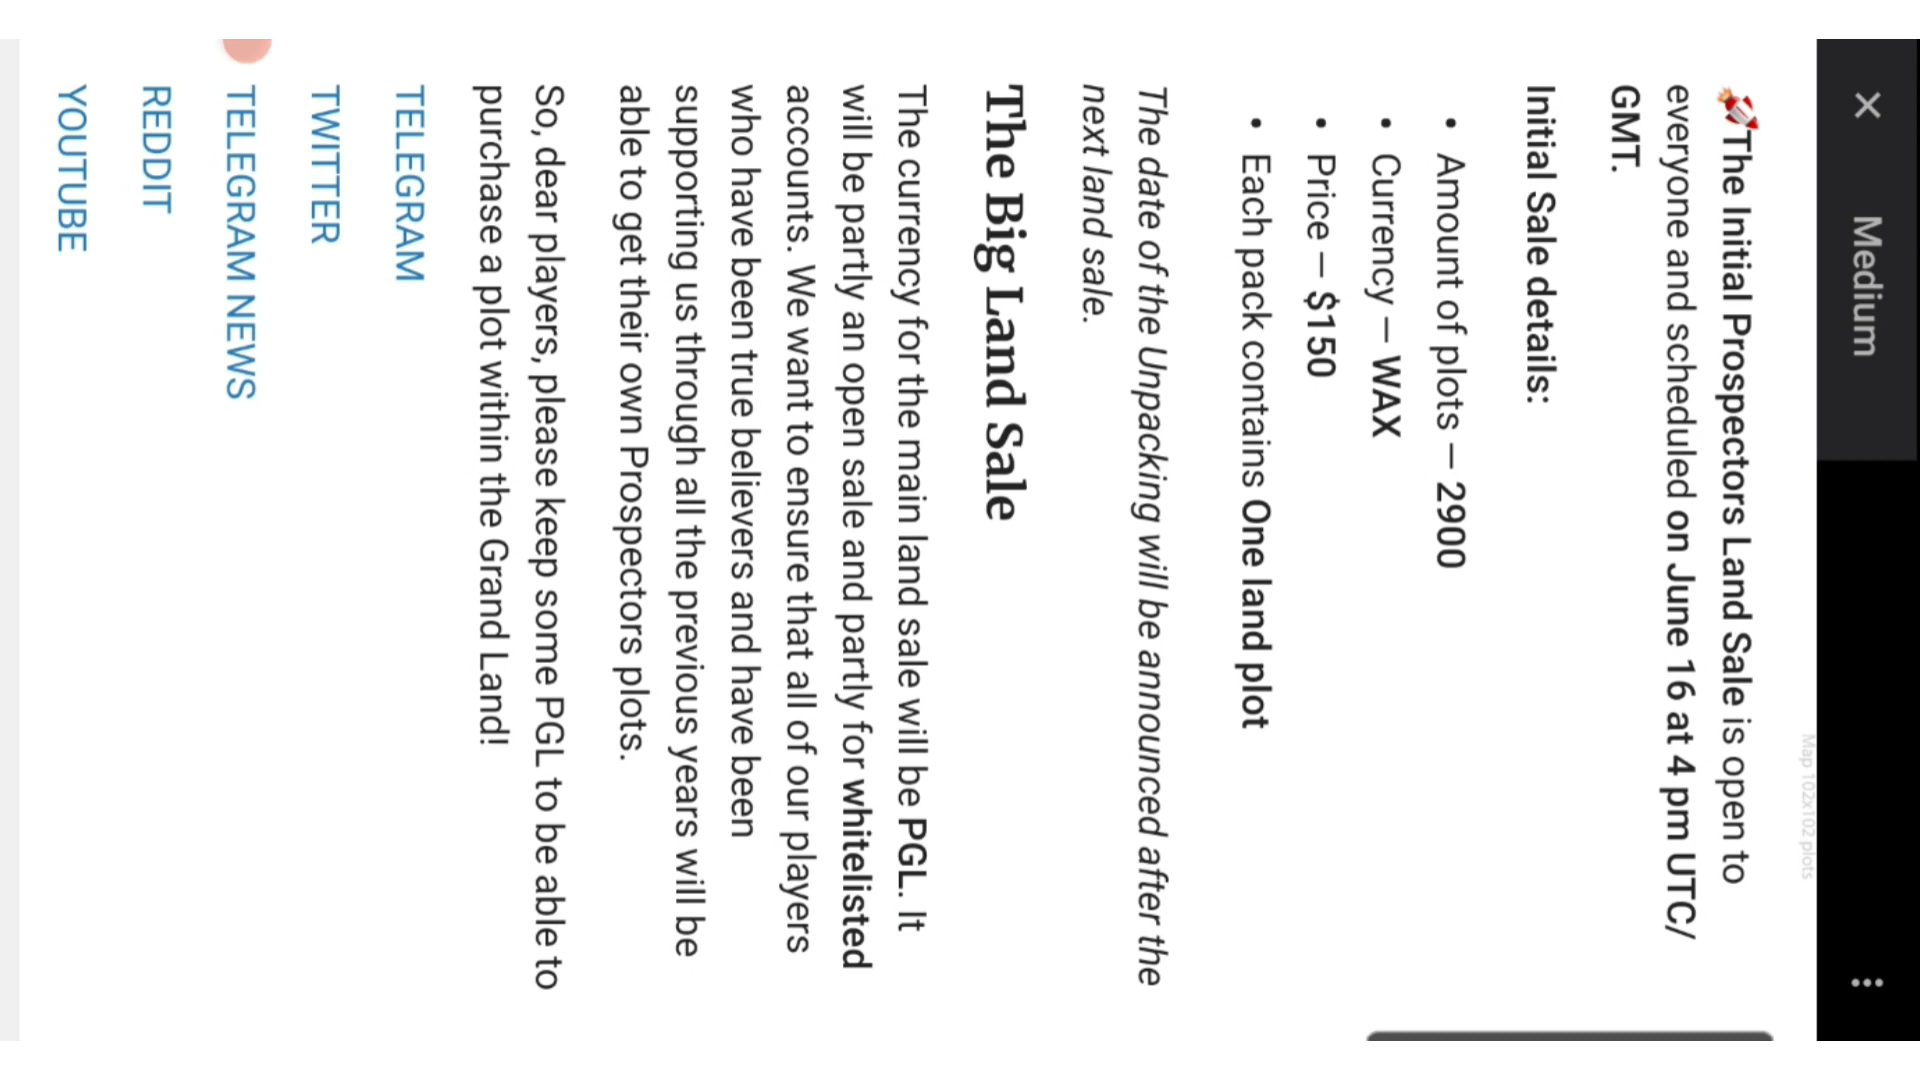 Medium
Map 102x102 plots
🚀The Initial Prospectors Land Sale is open to
everyone and scheduled on June 16 at 4 pm UTC/
GMT.
Initial Sale details:
• Amount of plots — 2900
• Currency — WAX
• Price — $150
• Each pack contains One land plot
The date of the Unpacking will be announced after the
next land sale.
The Big Land Sale
The currency for the main land sale will be PGL. It
will be partly an open sale and partly for whitelisted
accounts. We want to ensure that all of our players
who have been true believers and have been
supporting us through all the previous years will be
able to get their own Prospectors plots.
So, dear players, please keep some PGL to be able to
purchase a plot within the Grand Land!
TELEGRAM
TWITTER
TELEGRAM NEWS
REDDIT
YOUTUBE